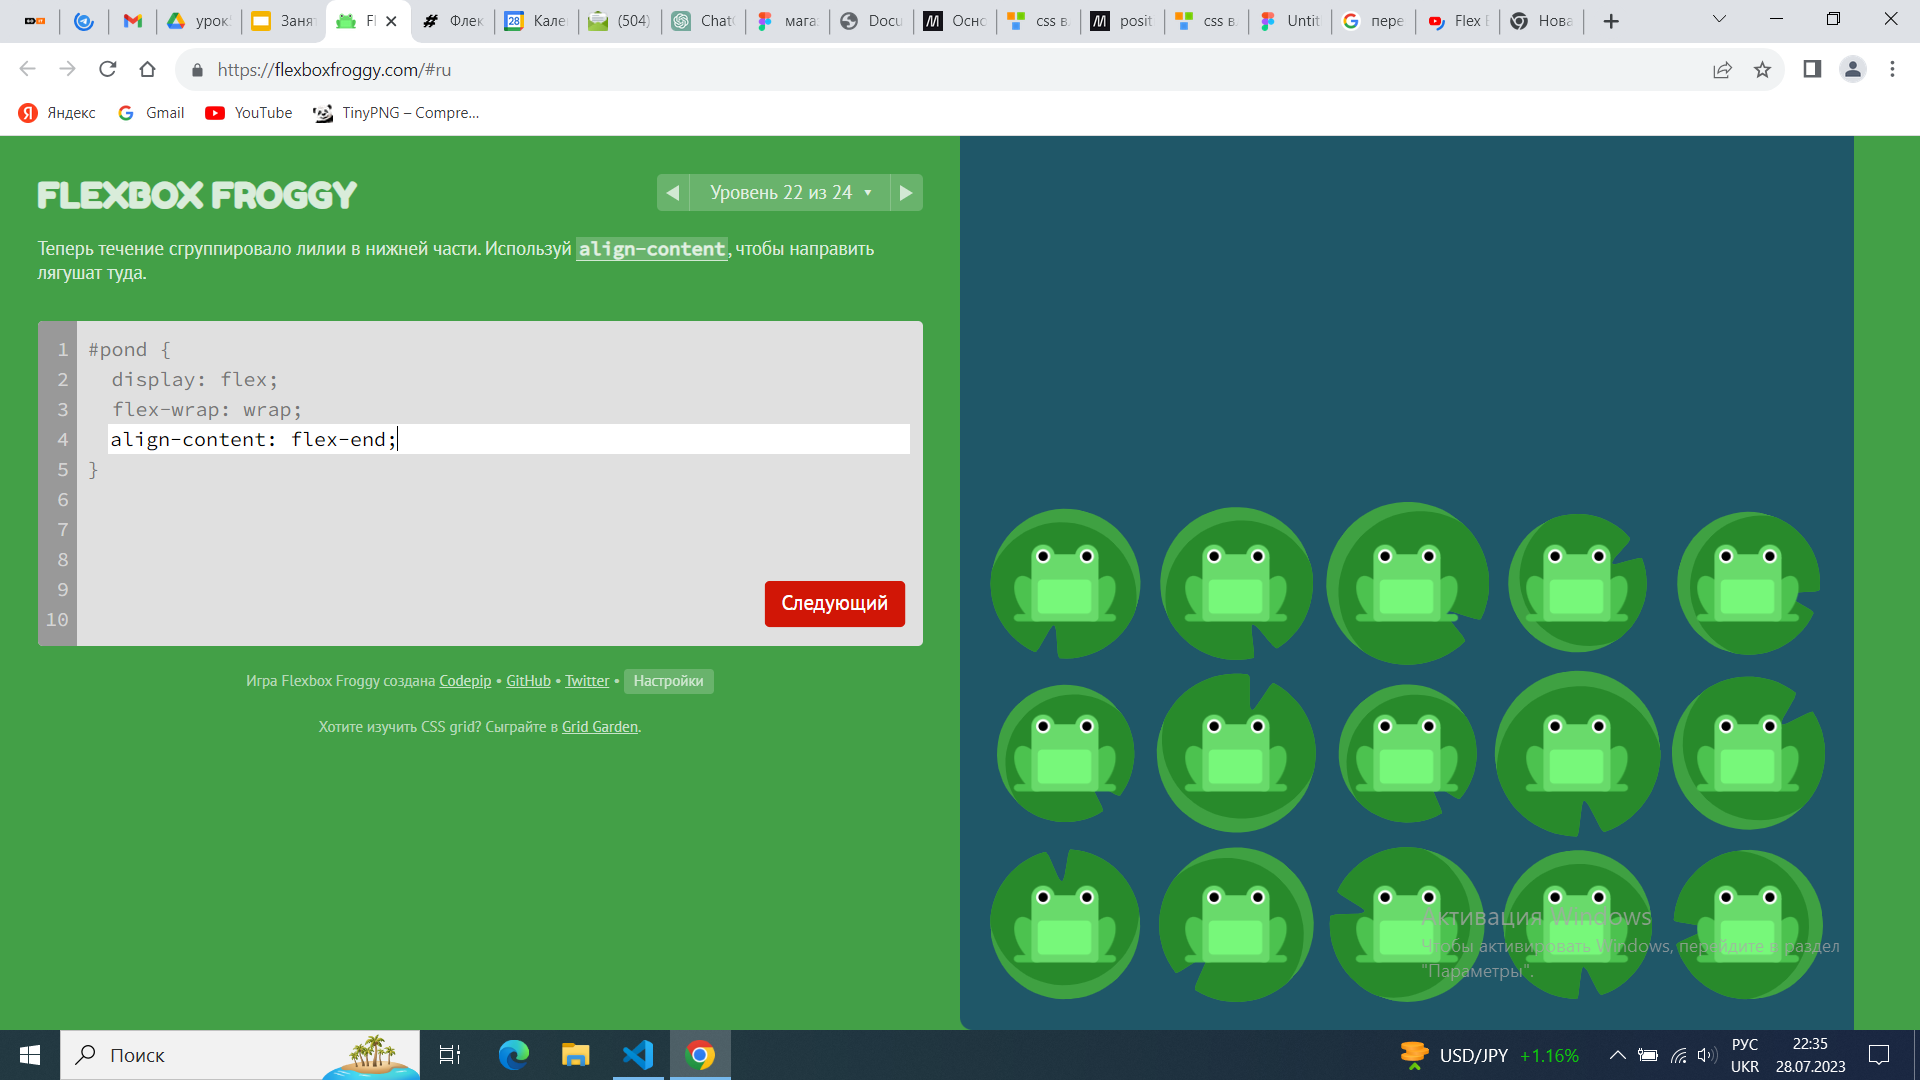 урок
Заня
Fl
Флек
28
Кале
(504)
Chat
мага
Docu
Осно
css в
posit
css в
Untit
пере
Flex
Нова
https://flexboxfroggy.com/#ru
Яндекс
Gmail
YouTube
TinyPNG – Compre...
FLEXBOX FROGGY
Уровень 22 из 24
Теперь течение сгруппировало лилии в нижней части. Используй align-content, чтобы направить
лягушат туда.
1 #pond {
2 display: flex;
3 flex-wrap: wrap;
4 align-content: flex-end;
5 }
6
7
8
9
10
Следующий
Игра Flexbox Froggy создана Codepip • GitHub • Twitter • Настройки
Хотите изучить CSS grid? Сыграйте в Grid Garden.
Активация Windows
Чтобы активировать Windows, перейдите в раздел
"Параметры".
Поиск
USD/JPY +1.16%
РУС
UKR
22:35
28.07.2023